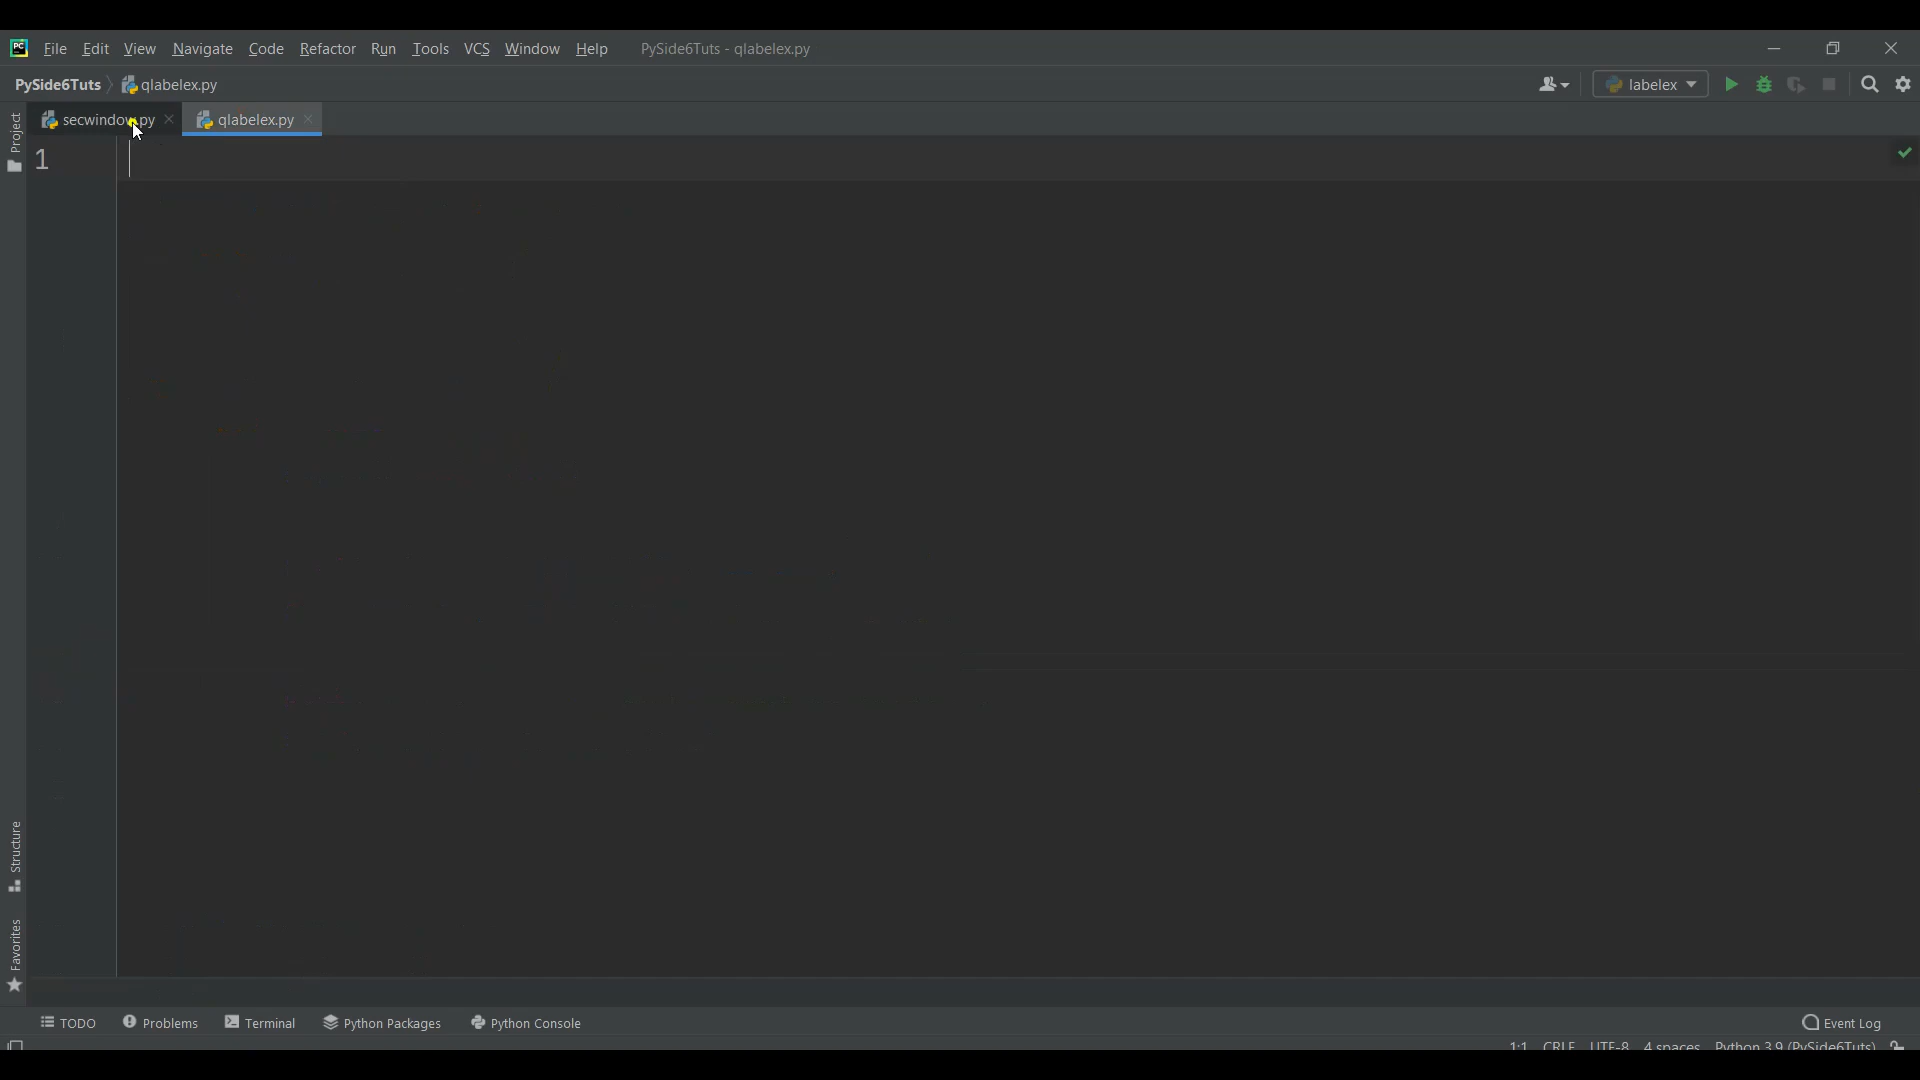 PC File Edit View Navigate Code Refactor Run Tools VCS Window Help PySide6Tuts - qlabelex.py
PySide6Tuts qlabelex.py labelex
secwindow.py qlabelex.py
Project
1
Structure
Favorites
TODO Problems Terminal Python Packages Python Console Event Log
1:1 CRLF UTF-8 4 spaces Python 3.9 (PySide6Tuts)